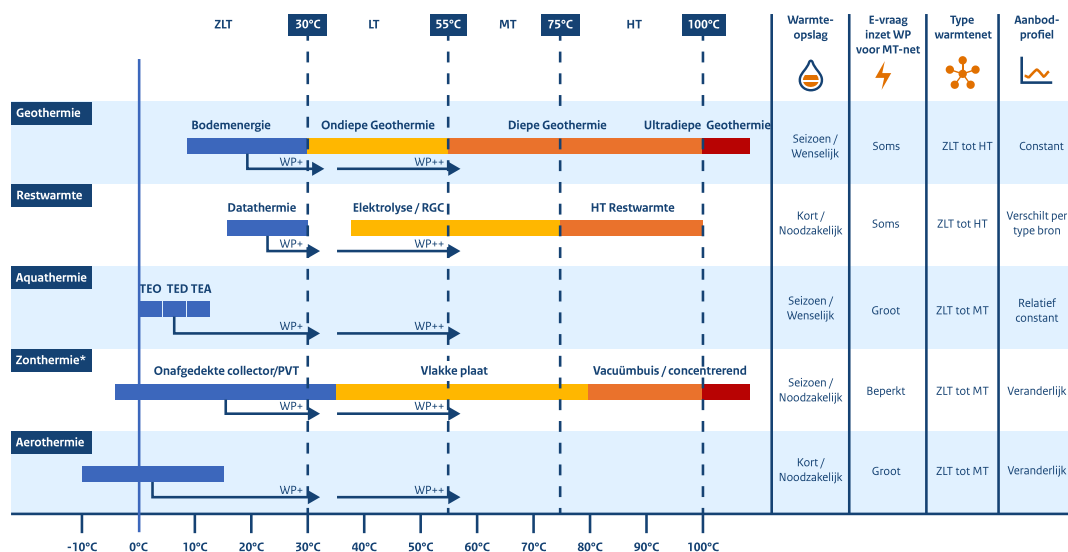 ZLT 30°C LT 55°C MT 75°C HT 100°C
Warmte-
opslag
E-vraag
inzet WP
voor MT-net
Type
warmtenet
Aanbod-
profiel
Geothermie
Bodemenergie Ondiepe Geothermie Diepe Geothermie Ultradiepe Geothermie
WP+ WP++
Seizoen /
Wenselijk
Soms
ZLT tot HT
Constant
Restwarmte
Datathermie Elektrolyse / RGC HT Restwarmte
WP+ WP++
Kort /
Noodzakelijk
Soms
ZLT tot HT
Verschilt per
type bron
Aquathermie
TEO TED TEA
WP+ WP++
Seizoen /
Wenselijk
Groot
ZLT tot MT
Relatief
constant
Zonthermie*
Onafgedekte collector/PVT Vlakke plaat Vacuümbuis / concentrerend
WP+ WP++
Seizoen /
Noodzakelijk
Beperkt
ZLT tot MT
Veranderlijk
Aerothermie
WP+ WP++
Kort /
Noodzakelijk
Groot
ZLT tot MT
Veranderlijk
-10°C 0°C 10°C 20°C 30°C 40°C 50°C 60°C 70°C 80°C 90°C 100°C